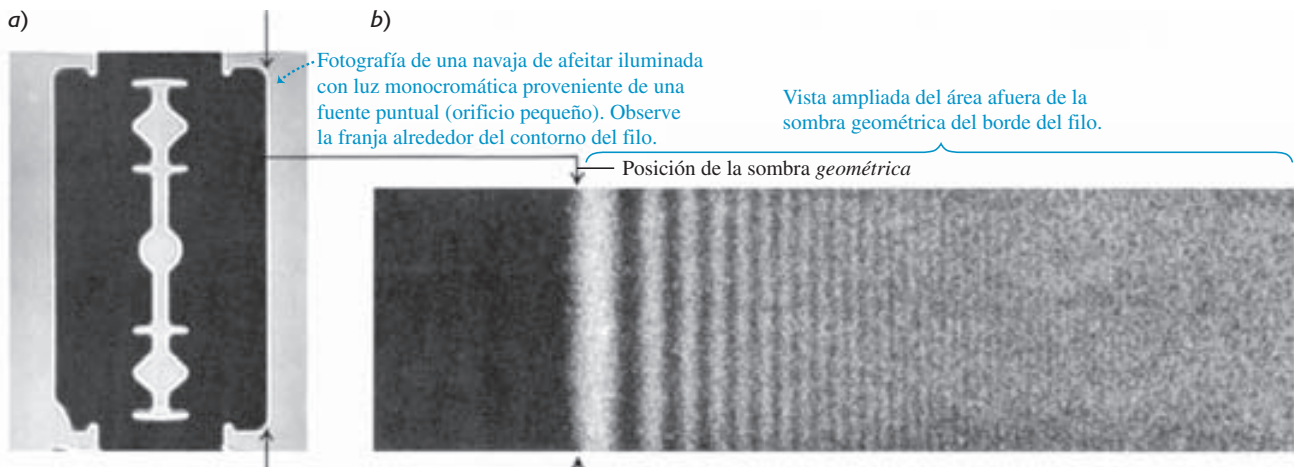 a)
b)
Fotografía de una navaja de afeitar iluminada
con luz monocromática proveniente de una
fuente puntual (orificio pequeño). Observe
la franja alrededor del contorno del filo.
Vista ampliada del área afuera de la
sombra geométrica del borde del filo.
Posición de la sombra geométrica